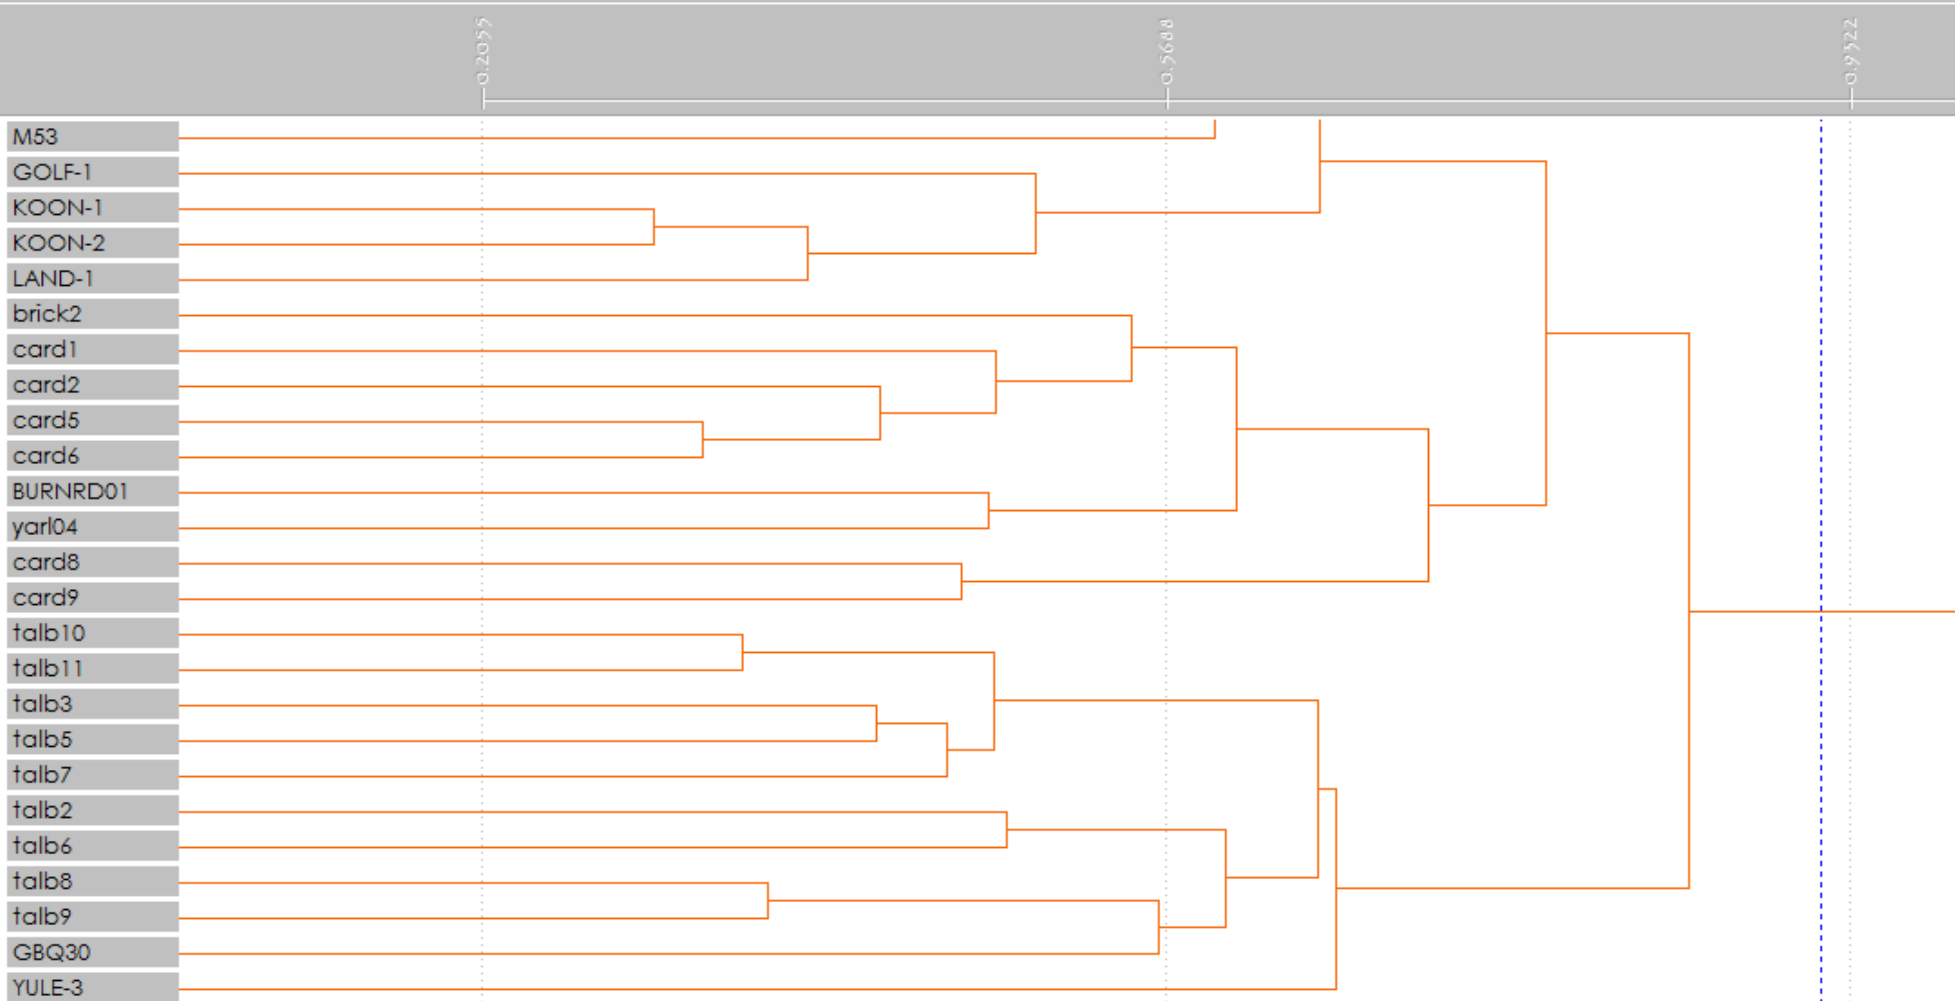 0.2055
0.5688
0.9322
M53
GOLF-1
KOON-1
KOON-2
LAND-1
brick2
card1
card2
card5
card6
BURNRD01
yarl04
card8
card9
talb10
talb11
talb3
talb5
talb7
talb2
talb6
talb8
talb9
GBQ30
YULE-3